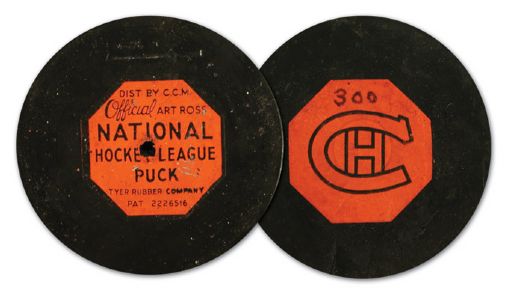 DIST BY C.C.M.
Official ART ROSS
NATIONAL
HOCKEY LEAGUE
PUCK
TYER RUBBER COMPANY
PAT 2226516
300
CH